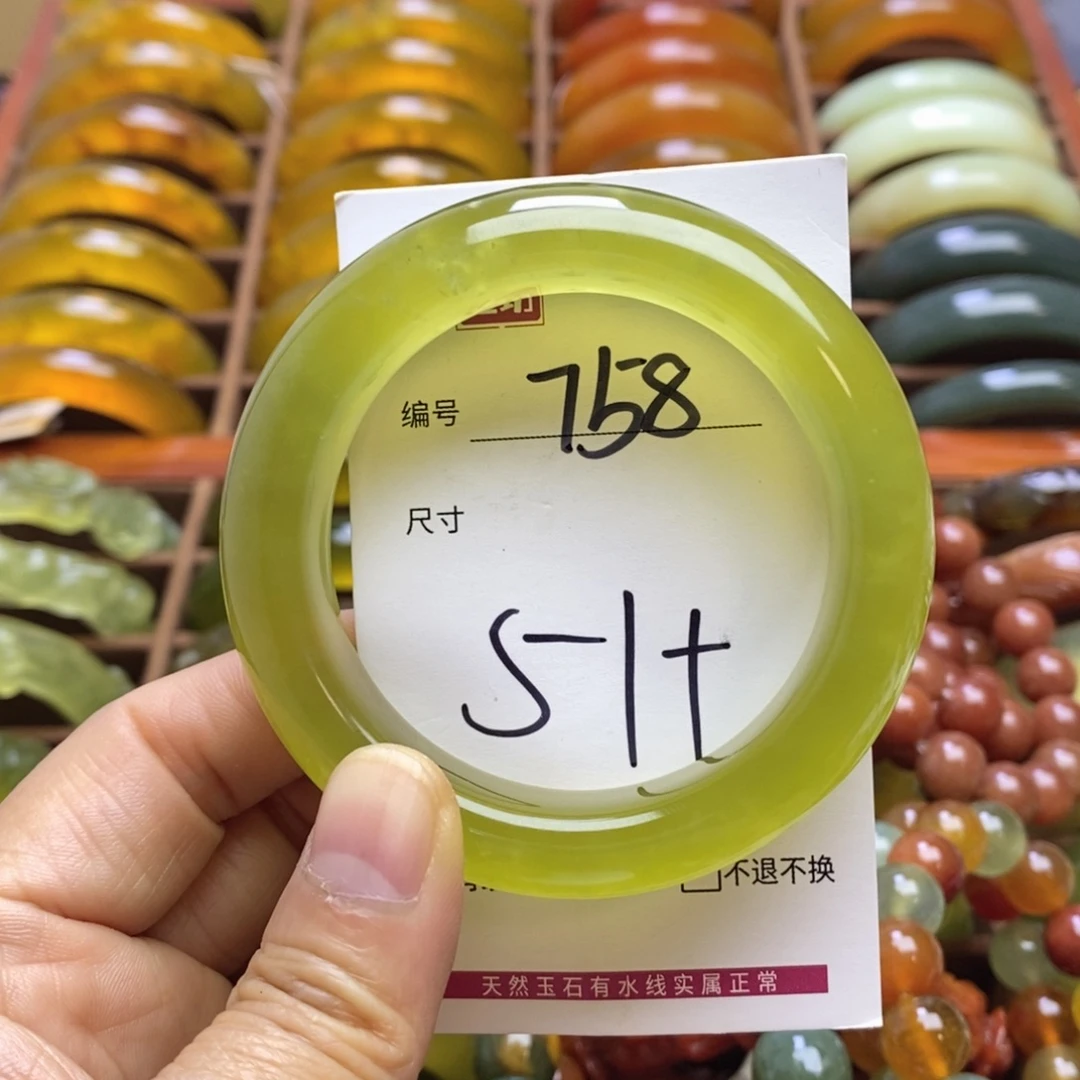 编号 758
尺寸
51t
不退不换
天然玉石有水线实属正常